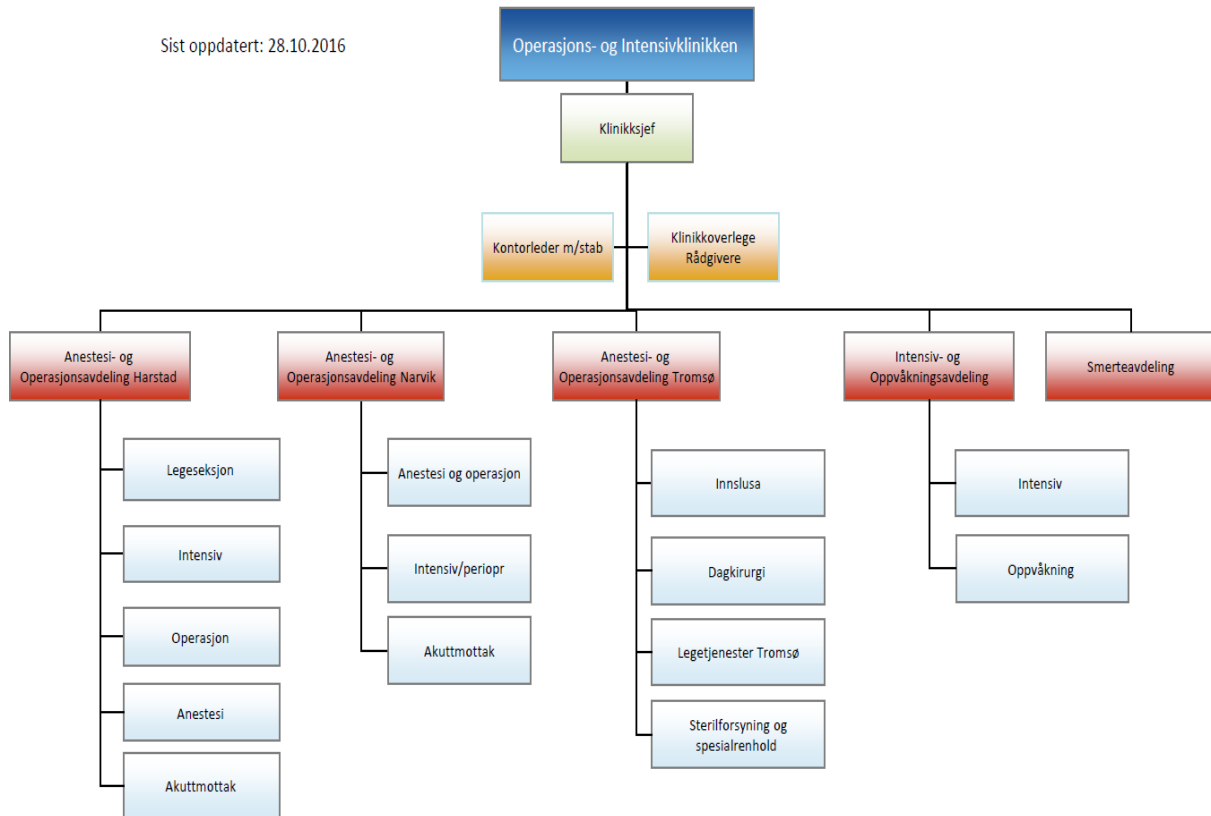 Sist oppdatert: 28.10.2016
Operasjons- og Intensivklinikken
Klinikksjef
Kontorleder m/stab
Klinikkoverlege
Rådgivere
Anestesi- og
Operasjonsavdeling Harstad
Anestesi- og
Operasjonsavdeling Narvik
Anestesi- og
Operasjonsavdeling Tromsø
Intensiv- og
Oppvåkningsavdeling
Smerteavdeling
Legeseksjon
Intensiv
Operasjon
Anestesi
Akuttmottak
Anestesi og operasjon
Intensiv/periopr
Akuttmottak
Innslusa
Dagkirurgi
Legetjenester Tromsø
Sterilforsyning og
spesialrenhold
Intensiv
Oppvåkning